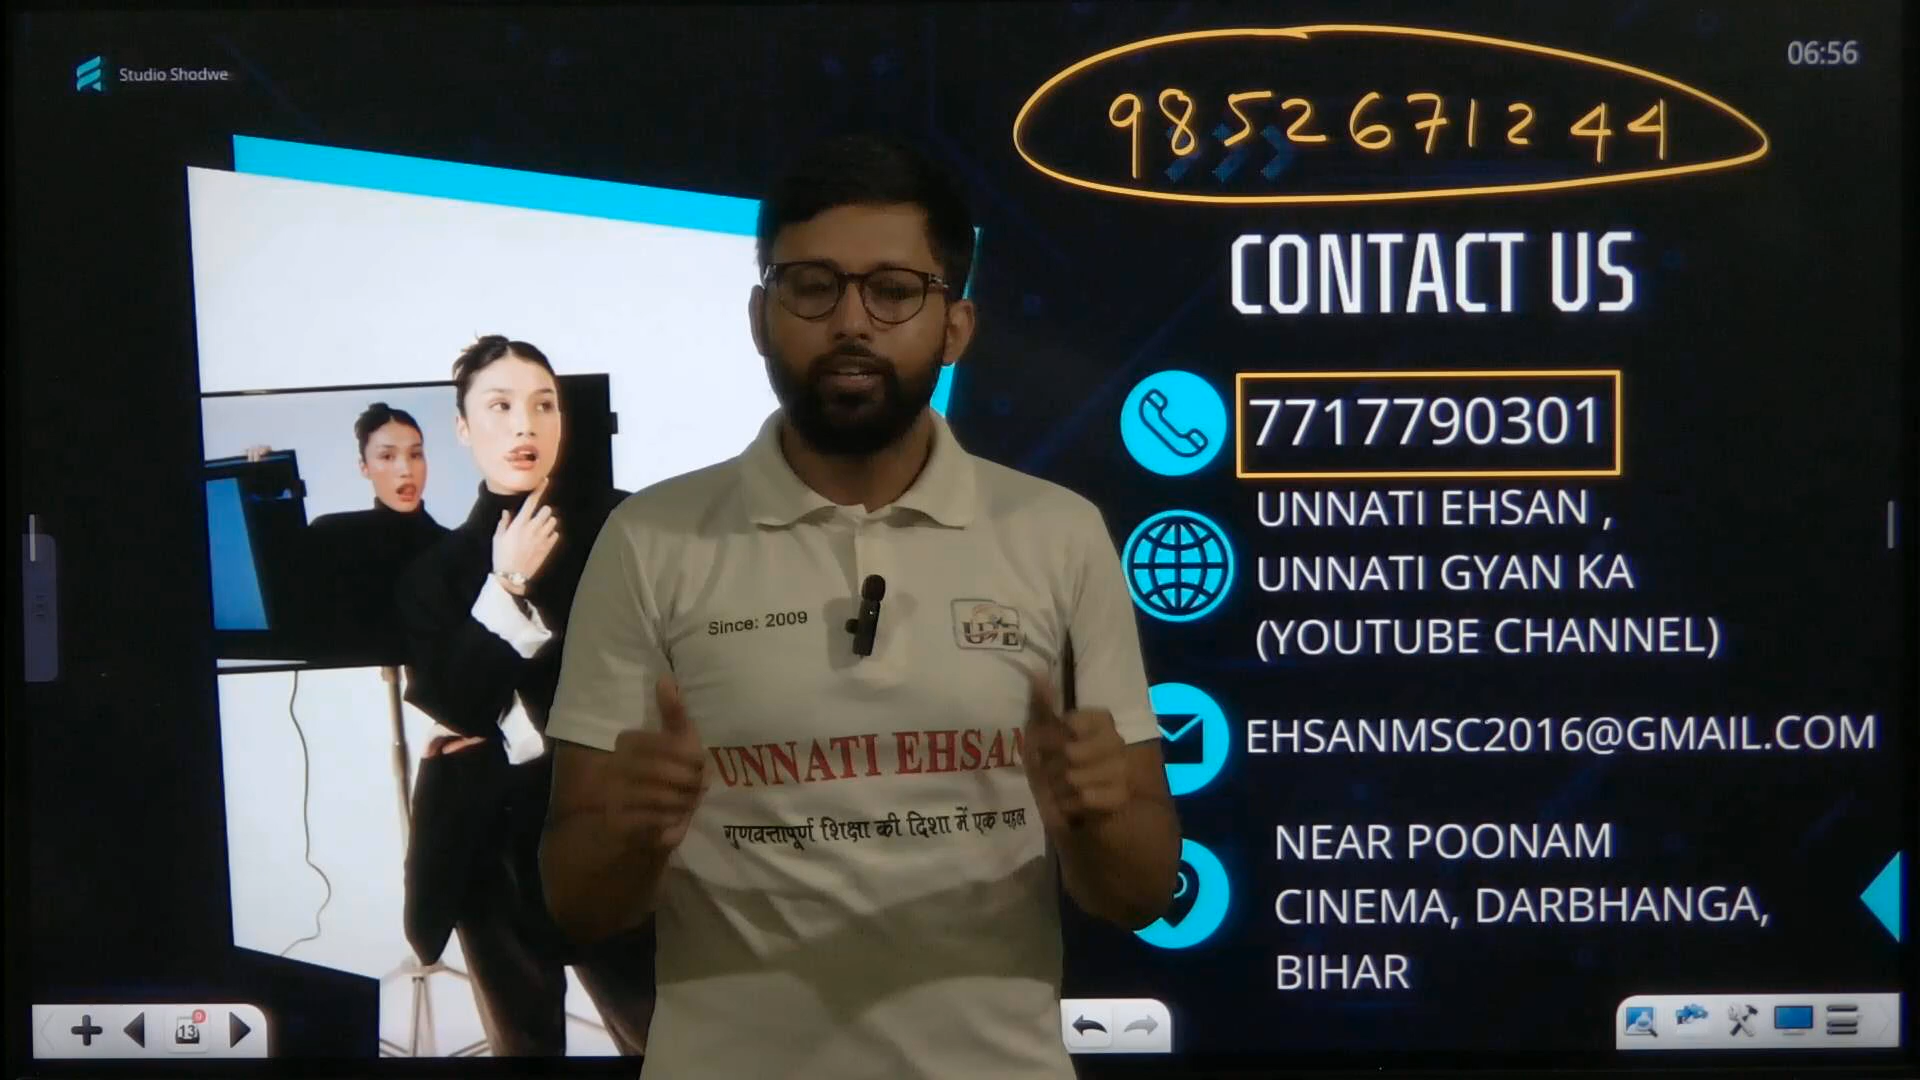 Studio Shodwe
06:56
9852671244
CONTACT US
7717790301
UNNATI EHSAN ,
UNNATI GYAN KA
(YOUTUBE CHANNEL)
EHSANMSC2016@GMAIL.COM
NEAR POONAM
CINEMA, DARBHANGA,
BIHAR
Since: 2009
UNNATI EHSAN
गुणवत्तापूर्ण शिक्षा की दिशा में एक पहल
13
9